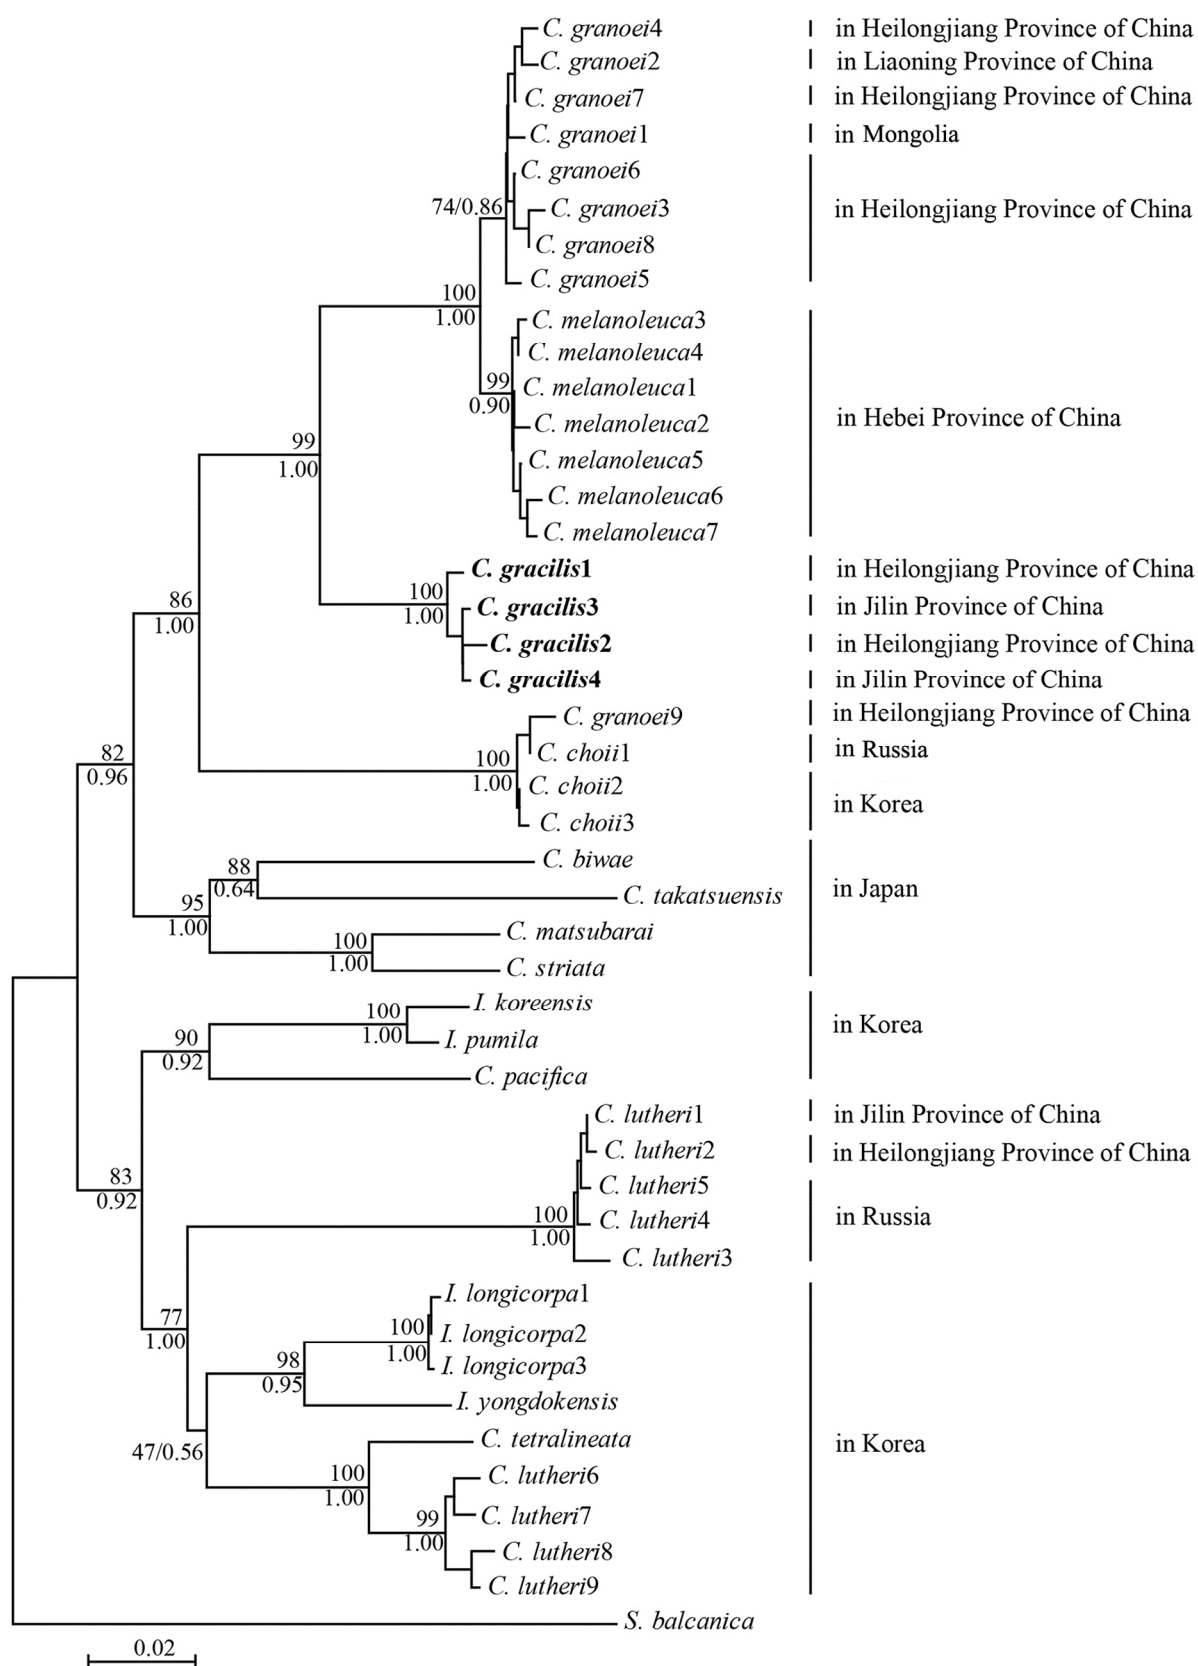 C. granoei4 in Heilongjiang Province of China
C. granoei2 in Liaoning Province of China
C. granoei7 in Heilongjiang Province of China
C. granoei1 in Mongolia
C. granoei6
74/0.86 C. granoei3 in Heilongjiang Province of China
C. granoei8
C. granoei5
100
1.00
C. melanoleuca3
C. melanoleuca4
99 C. melanoleuca1
0.90
C. melanoleuca2 in Hebei Province of China
99
1.00
C. melanoleuca5
C. melanoleuca6
C. melanoleuca7
C. gracilis1 in Heilongjiang Province of China
100
1.00
C. gracilis3 in Jilin Province of China
86
1.00
C. gracilis2 in Heilongjiang Province of China
C. gracilis4 in Jilin Province of China
C. granoei9 in Heilongjiang Province of China
C. choii1 in Russia
82
0.96
100
1.00
C. choii2
in Korea
C. choii3
C. biwae
88
0.64
in Japan
C. takatsuensis
95
1.00
C. matsubarai
100
1.00
C. striata
I. koreensis
100
1.00
in Korea
I. pumila
90
0.92
C. pacifica
C. lutheri1 in Jilin Province of China
C. lutheri2 in Heilongjiang Province of China
83
0.92
C. lutheri5
100
1.00
C. lutheri4 in Russia
C. lutheri3
I. longicorpa1
77
1.00
100
1.00
I. longicorpa2
I. longicorpa3
98
0.95
I. yongdokensis
47/0.56
C. tetralineata in Korea
100
1.00
C. lutheri6
C. lutheri7
99
1.00
C. lutheri8
C. lutheri9
S. balcanica
0.02